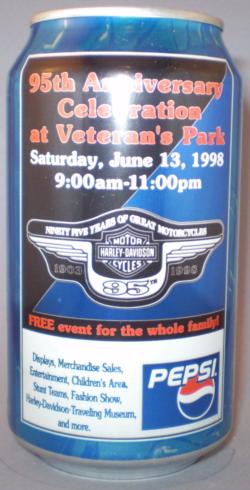 95th Anniversary
Celebration
at Veteran's Park
Saturday, June 13, 1998
9:00am-11:00pm
NINETY FIVE YEARS OF GREAT MOTORCYCLES
MOTOR
HARLEY-DAVIDSON
CYCLES
1903 1998
95TH
FREE event for the whole family!
Displays, Merchandise Sales,
Entertainment, Children's Area,
Stunt Teams, Fashion Show,
Harley-Davidson-Traveling Museum,
and more.
PEPSI